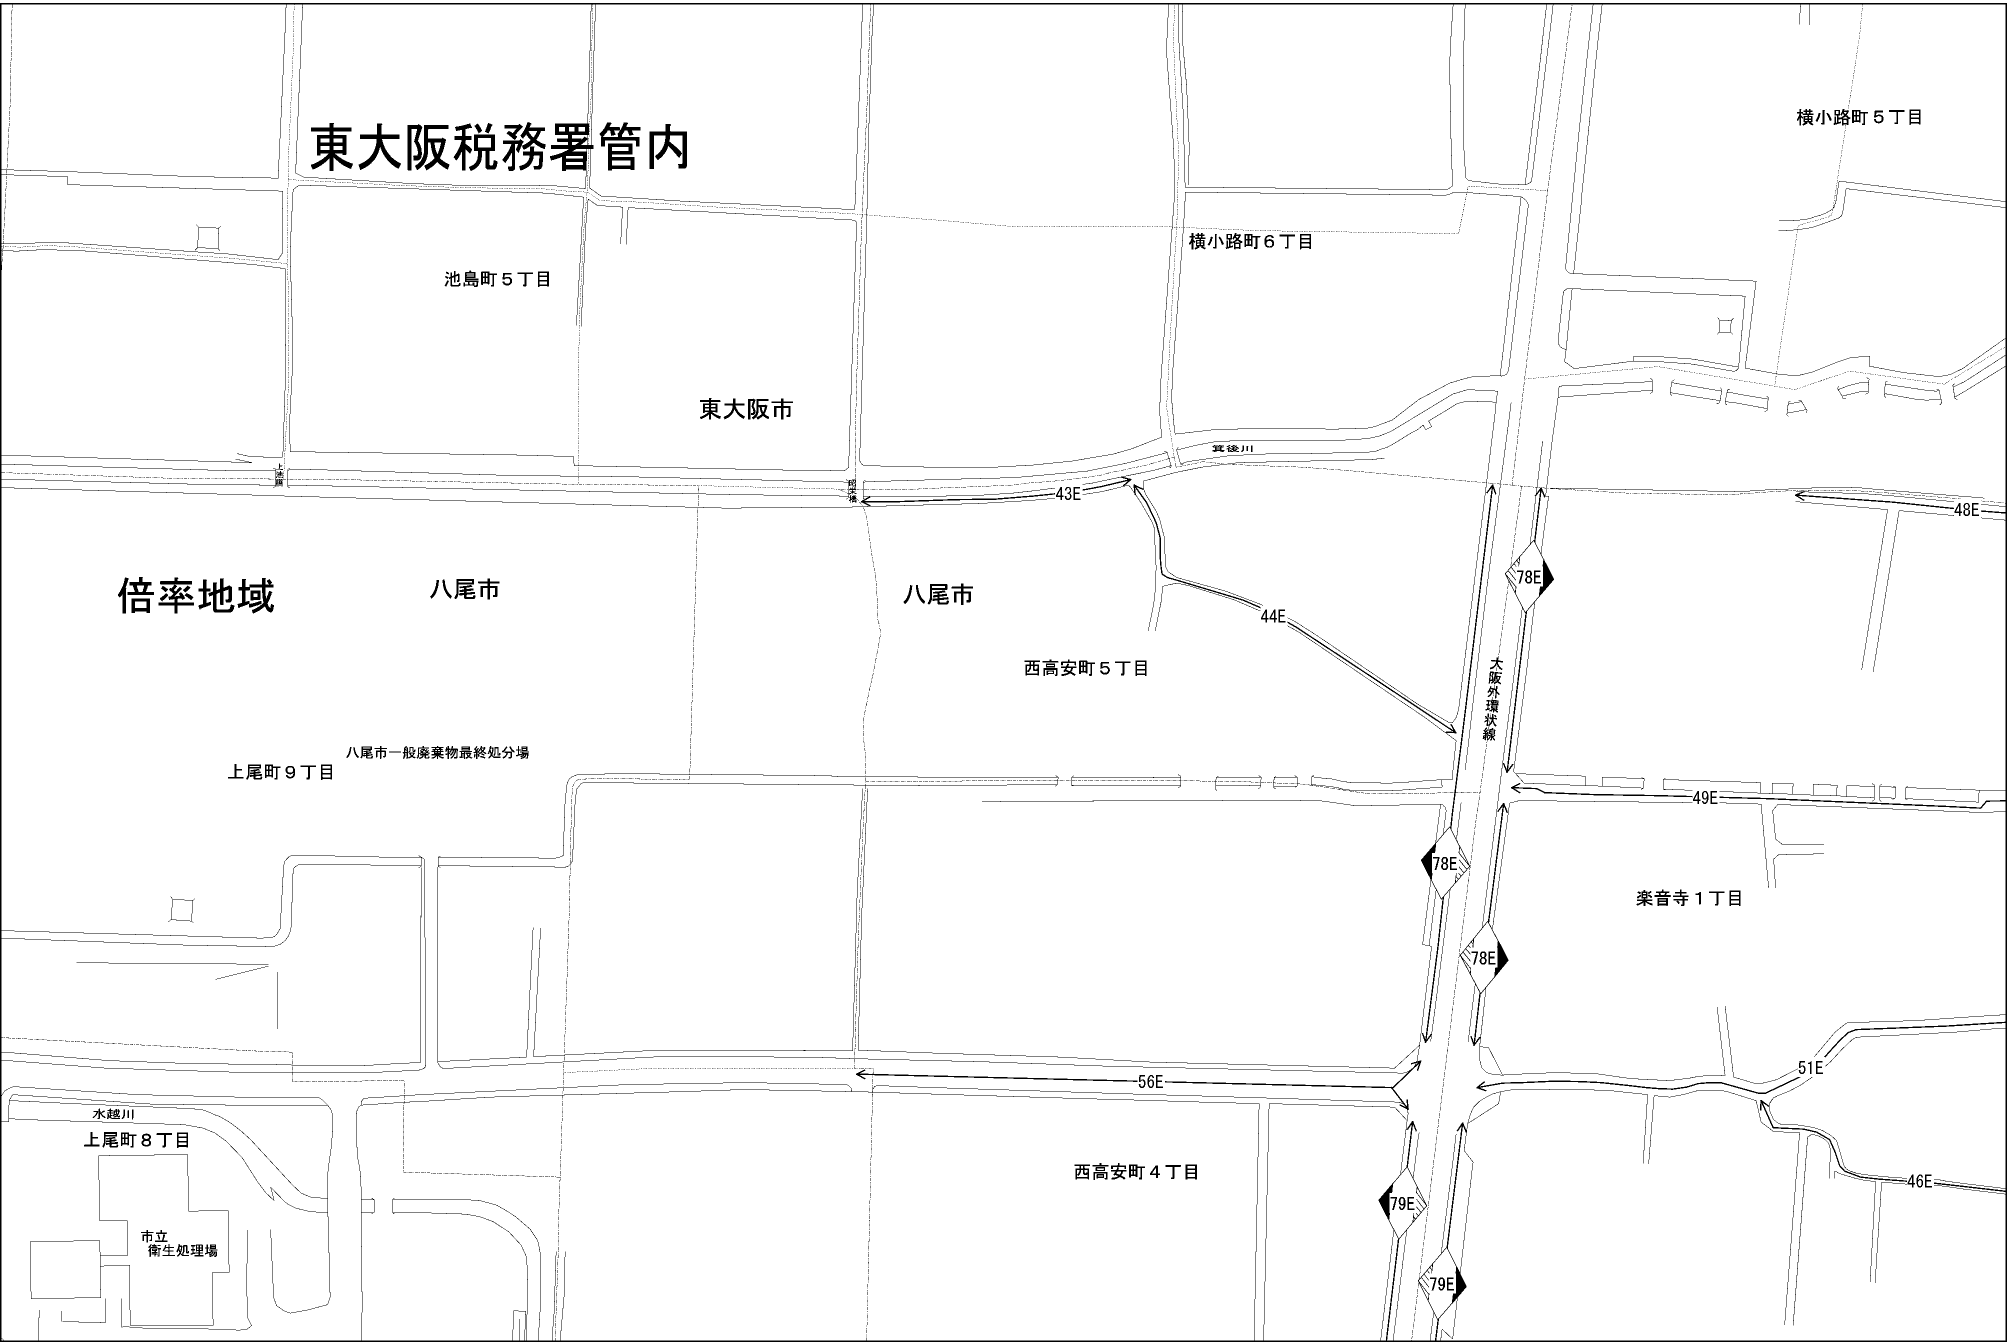 横小路町５丁目
東大阪税務署管内
横小路町６丁目
池島町５丁目
東大阪市
箕後川
43E
48E
78E
倍率地域
八尾市
八尾市
44E
西高安町５丁目
大阪外環状線
八尾市一般廃棄物最終処分場
上尾町９丁目
49E
78E
楽音寺１丁目
78E
51E
56E
水越川
上尾町８丁目
西高安町４丁目
46E
79E
市立
衛生処理場
79E